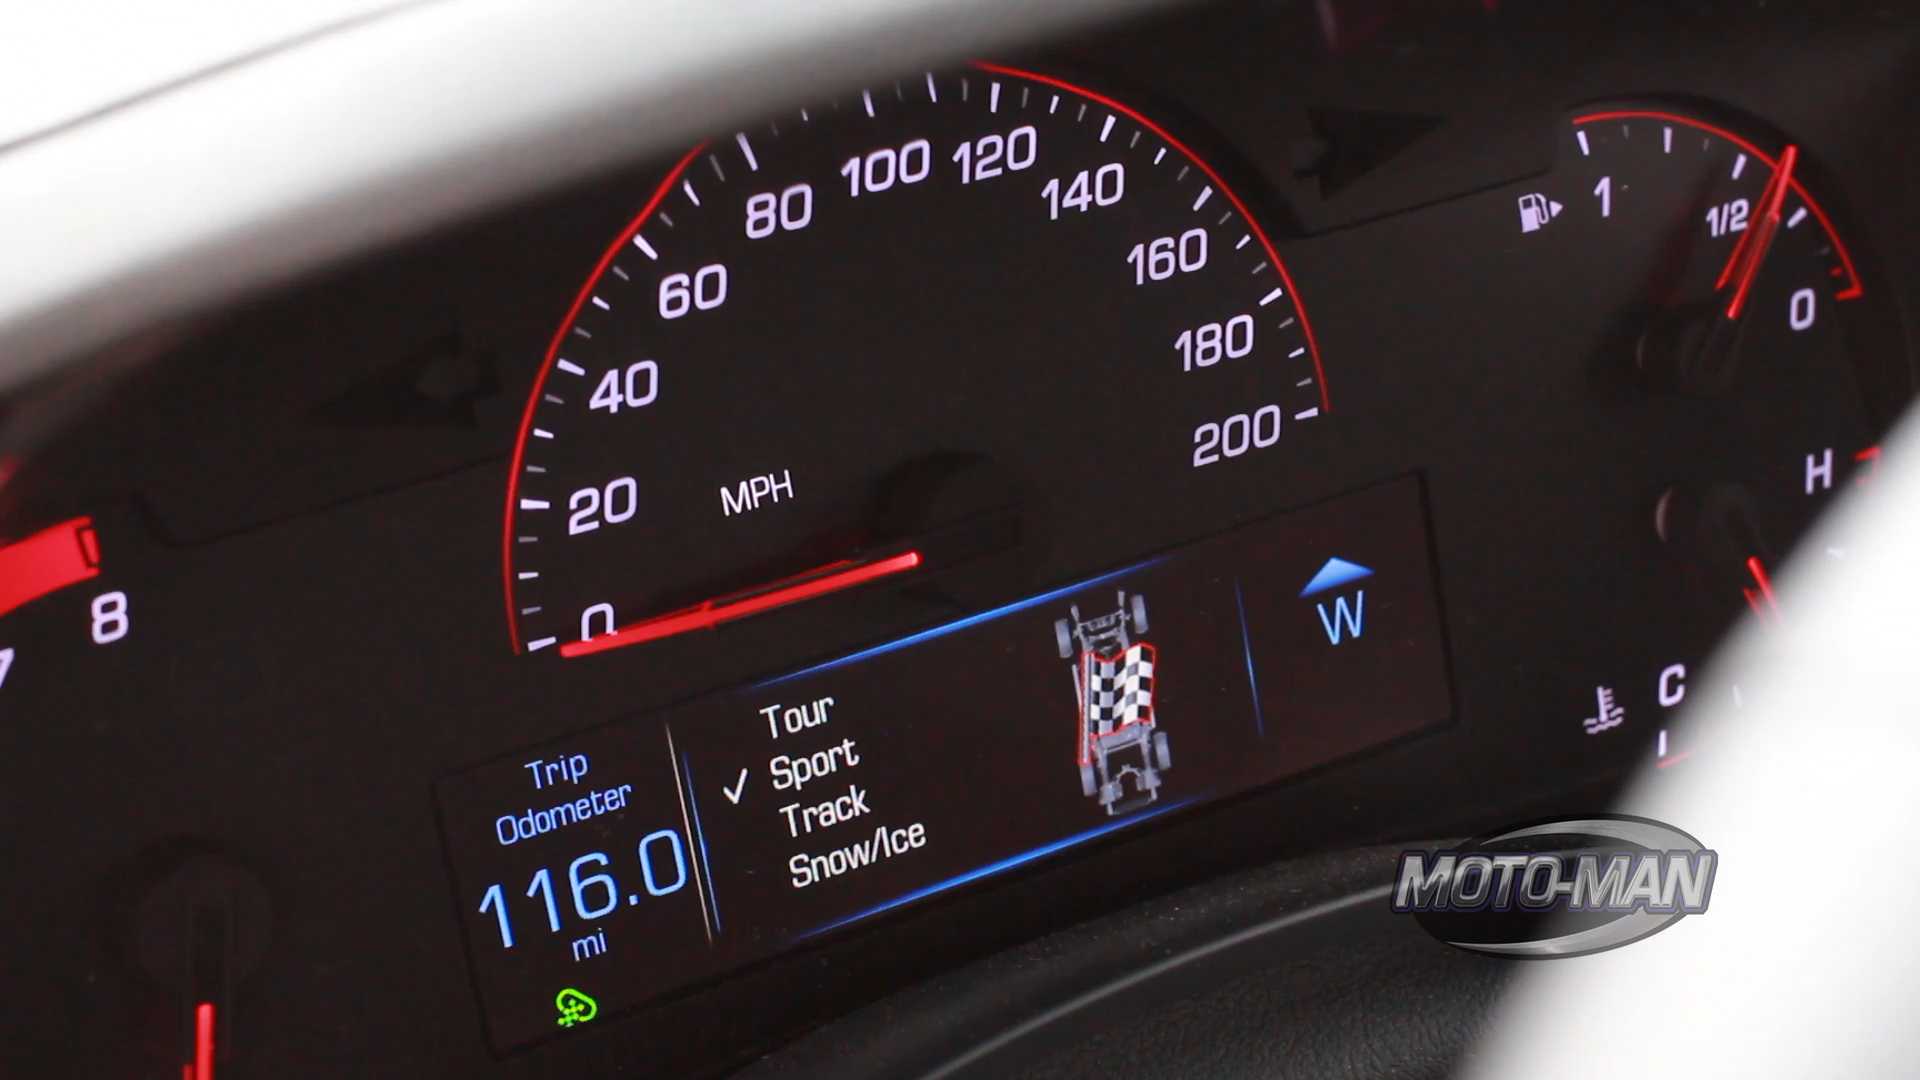 80
100
120
140
60
160
40
180
20
200
0
MPH
1
1/2
0
H
C
7
8
W
Tour
✓ Sport
Track
Snow/Ice
Trip
Odometer
116.0
mi
MOTO-MAN